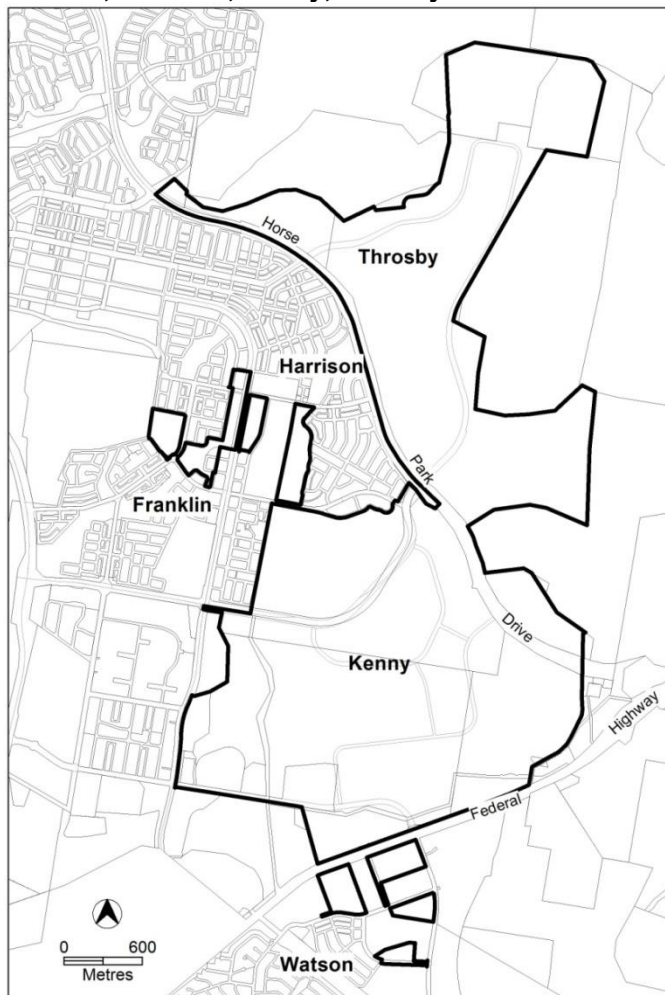 Horse
Throsby
Harrison
Park
Franklin
Drive
Kenny
Highway
Federal
0 600
Metres
Watson